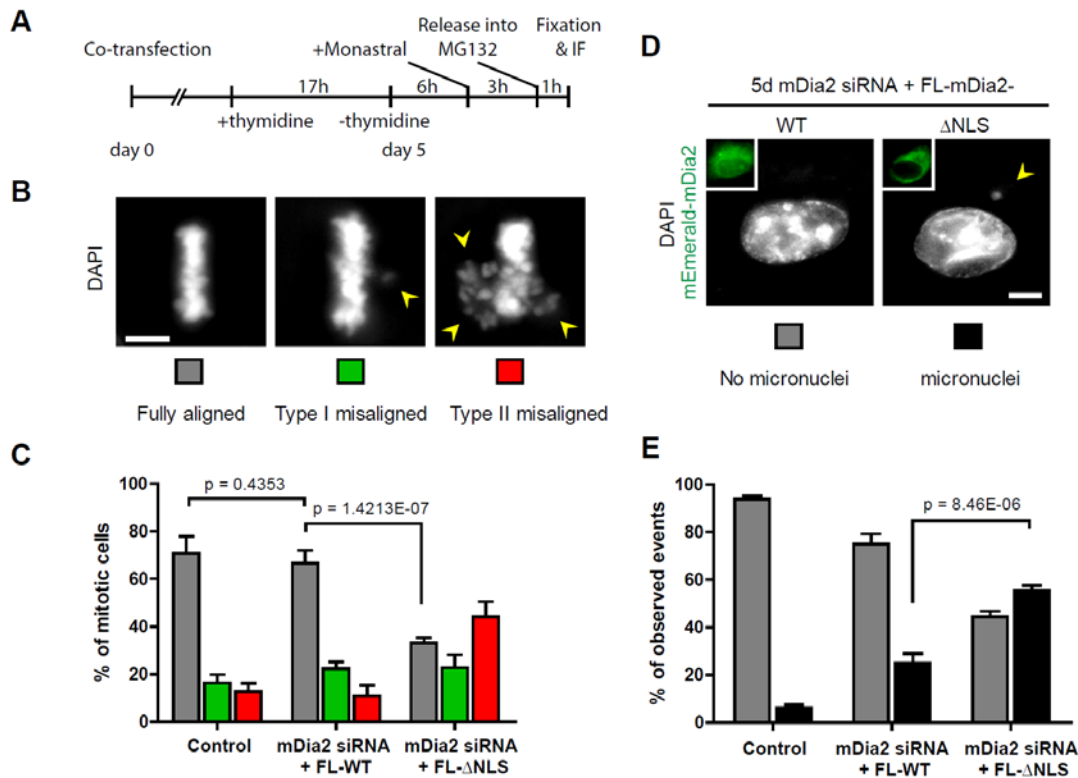 A
Co-transfection
+Monastral
Release into
MG132
Fixation
& IF
17h
6h
3h
1h
+thymidine
-thymidine
day 0
day 5
B
DAPI
Fully aligned
Type I misaligned
Type II misaligned
C
% of mitotic cells
100
80
60
40
20
0
p = 0.4353
p = 1.4213E-07
Control
mDia2 siRNA
+ FL-WT
mDia2 siRNA
+ FL-ΔNLS
D
5d mDia2 siRNA + FL-mDia2-
WT
ΔNLS
DAPI
mEmerald-mDia2
No micronuclei
micronuclei
E
% of observed events
100
80
60
40
20
0
p = 8.46E-06
Control
mDia2 siRNA
+ FL-WT
mDia2 siRNA
+ FL-ΔNLS